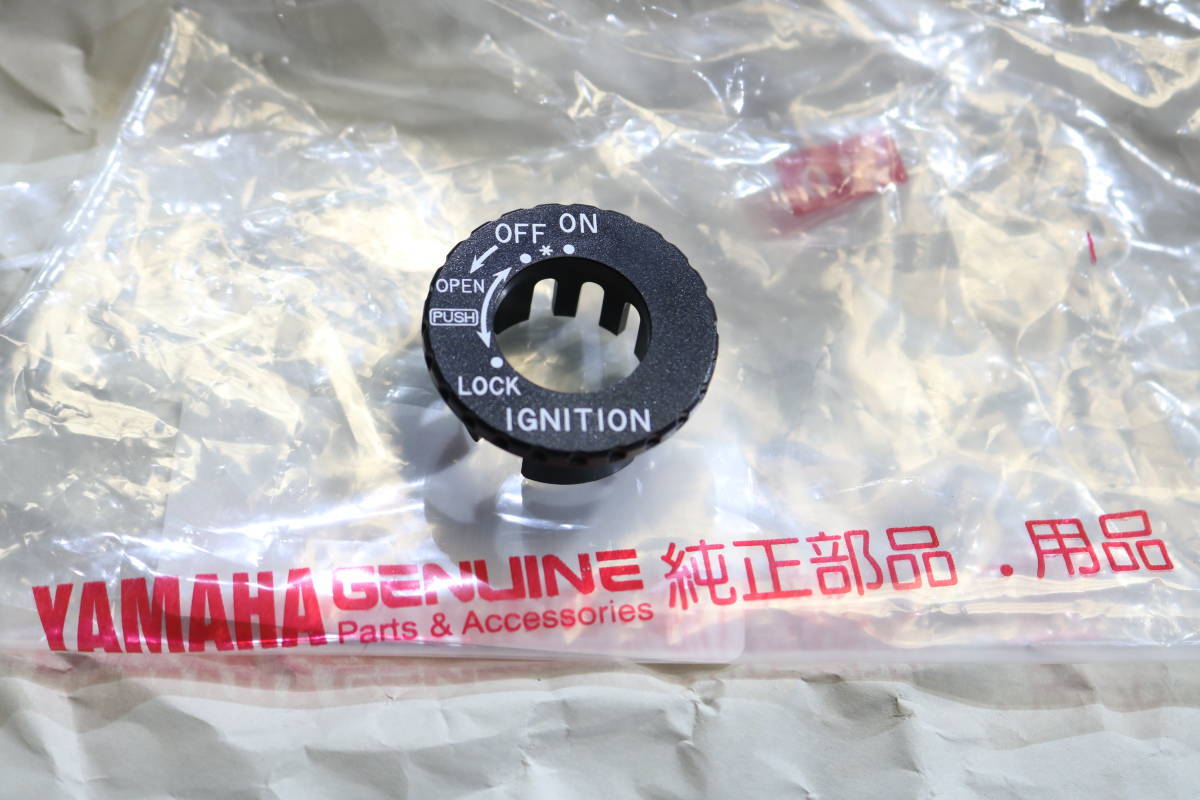 OFF * ON
OPEN
PUSH
LOCK
IGNITION
YAMAHA GENUINE 純正部品.用品
Parts & Accessories